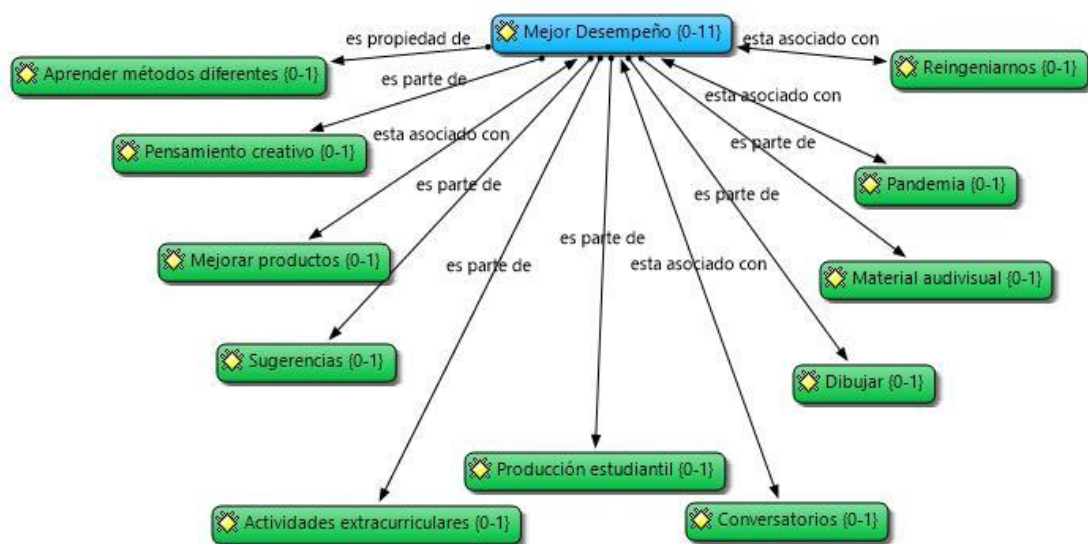 Mejor Desempeño {0-11}
es propiedad de
esta asociado con
Aprender métodos diferentes {0-1}
Reingeniarnos {0-1}
es parte de
esta asociado con
Pensamiento creativo {0-1}
esta asociado con
es parte de
Pandemia {0-1}
es parte de
es parte de
Mejorar productos {0-1}
es parte de
es parte de
esta asociado con
Material audivisual {0-1}
Sugerencias {0-1}
Dibujar {0-1}
Producción estudiantil {0-1}
Actividades extracurriculares {0-1}
Conversatorios {0-1}